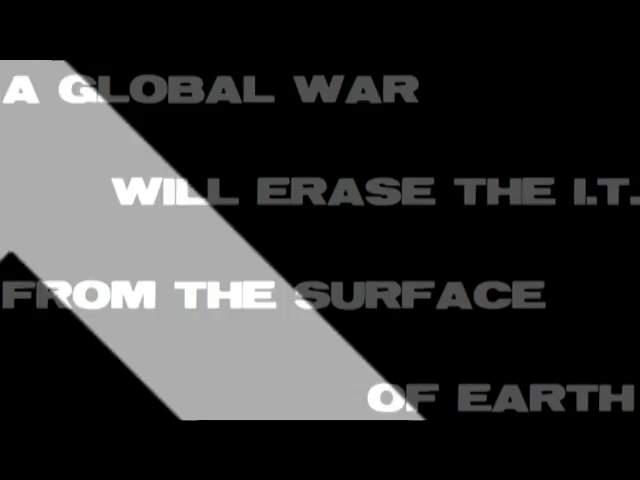 A GLOBAL WAR
WILL ERASE THE I.T.
FROM THE SURFACE
OF EARTH